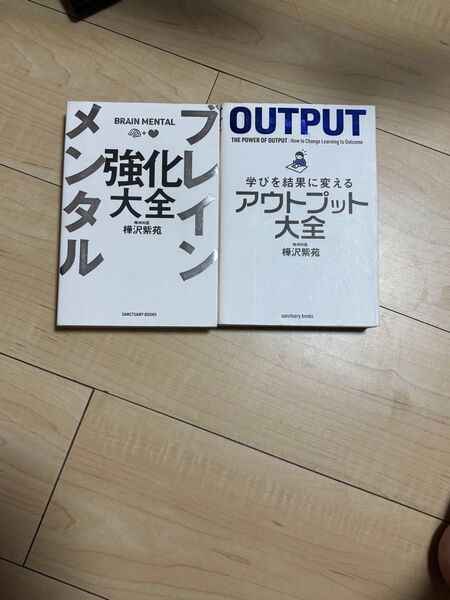 BRAIN MENTAL
+
ブレイン
メンタル
強化
大全
精神科医
樺沢紫苑
SANCTUARY BOOKS
OUTPUT
THE POWER OF OUTPUT : How to Change Learning to Outcome
学びを結果に変える
アウトプット
大全
精神科医
樺沢紫苑
sanctuary books